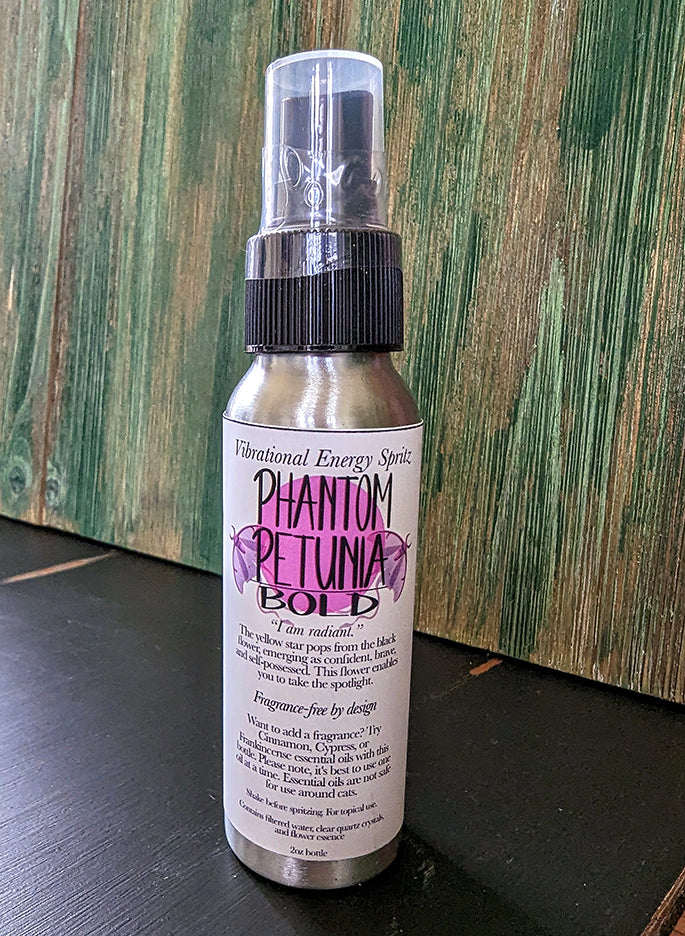 Vibrational Energy Spritz
PHANTOM
PETUNIA
BOLD
"I am radiant."
The yellow star pops from the black
flower, emerging as confident, brave,
and self-possessed. This flower enables
you to take the spotlight.
Fragrance-free by design
Want to add a fragrance? Try
Cinnamon, Cypress, or
Frankincense essential oils with this
bottle. Please note, it's best to use one
oil at a time. Essential oils are not safe
for use around cats.
Shake before spritzing. For topical use.
Contains filtered water, clear quartz crystals,
and flower essence
2oz bottle